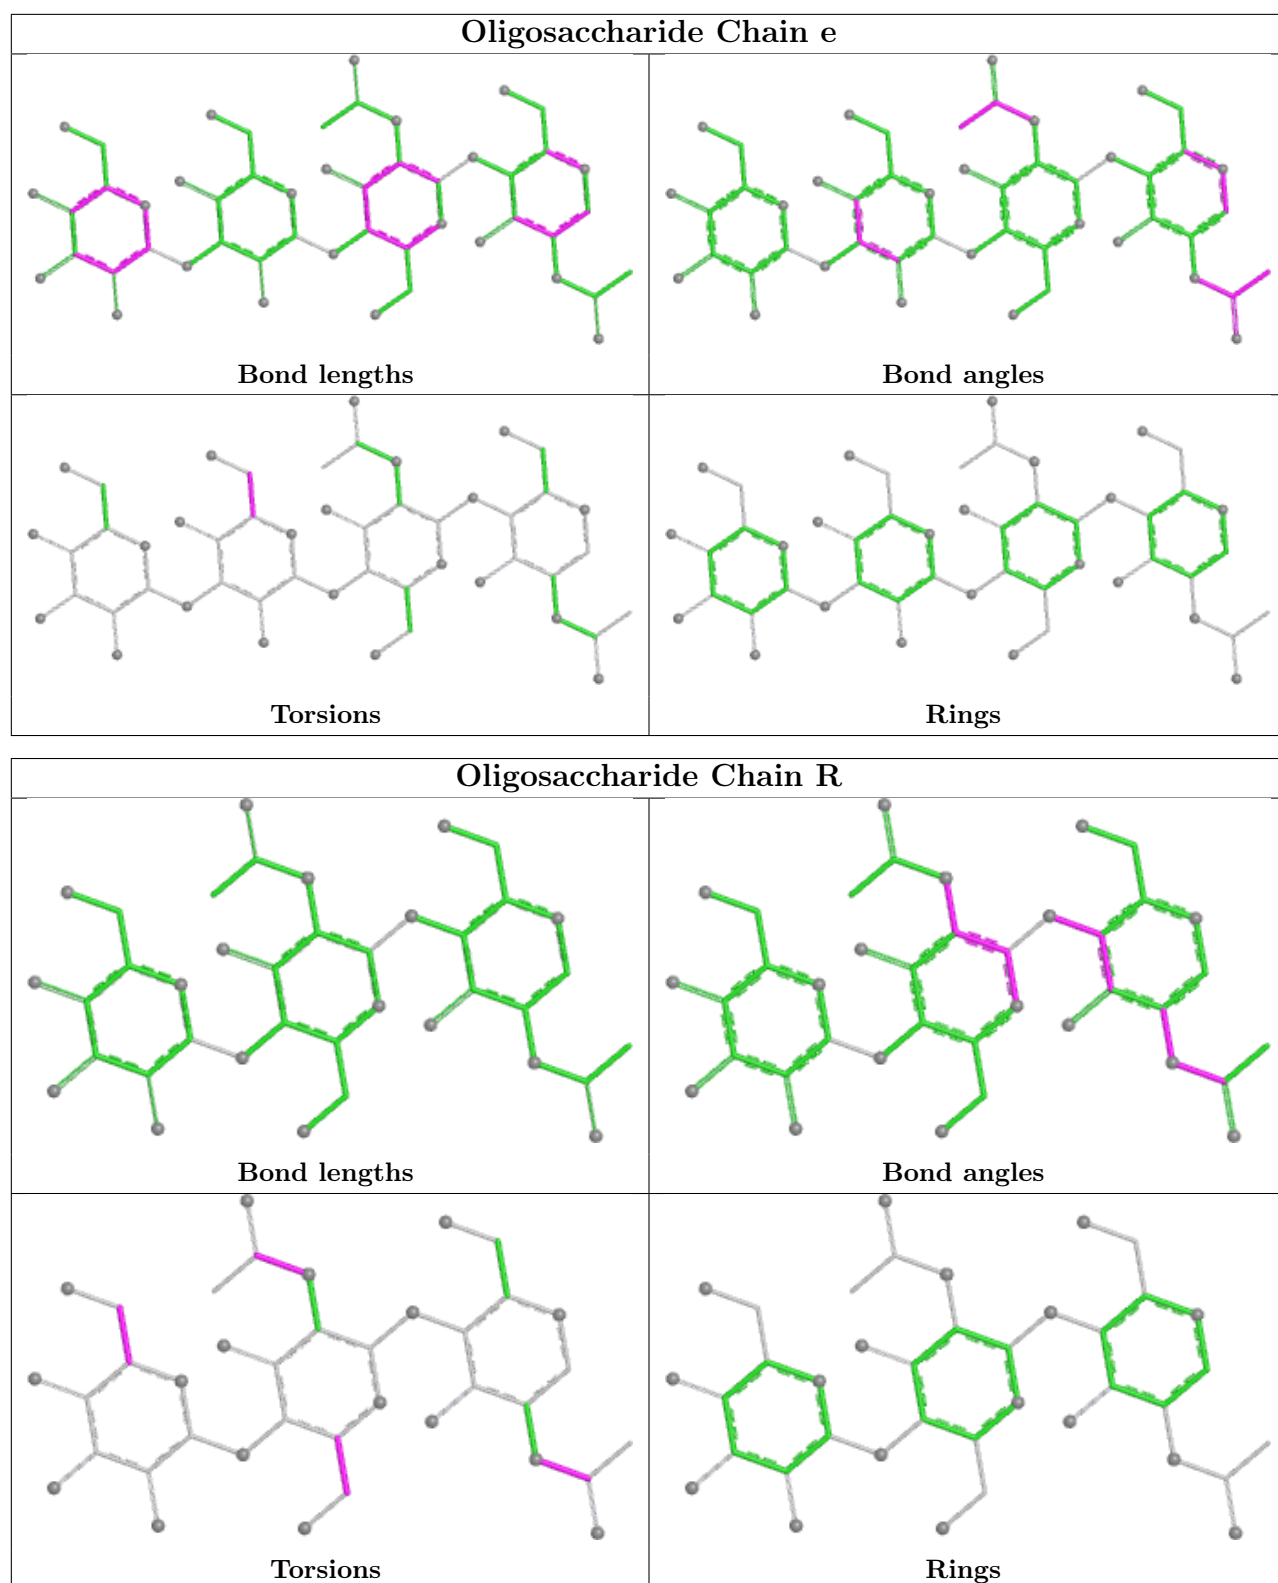 Oligosaccharide Chain e
Bond lengths
Bond angles
Torsions
Rings
Oligosaccharide Chain R
Bond lengths
Bond angles
Torsions
Rings